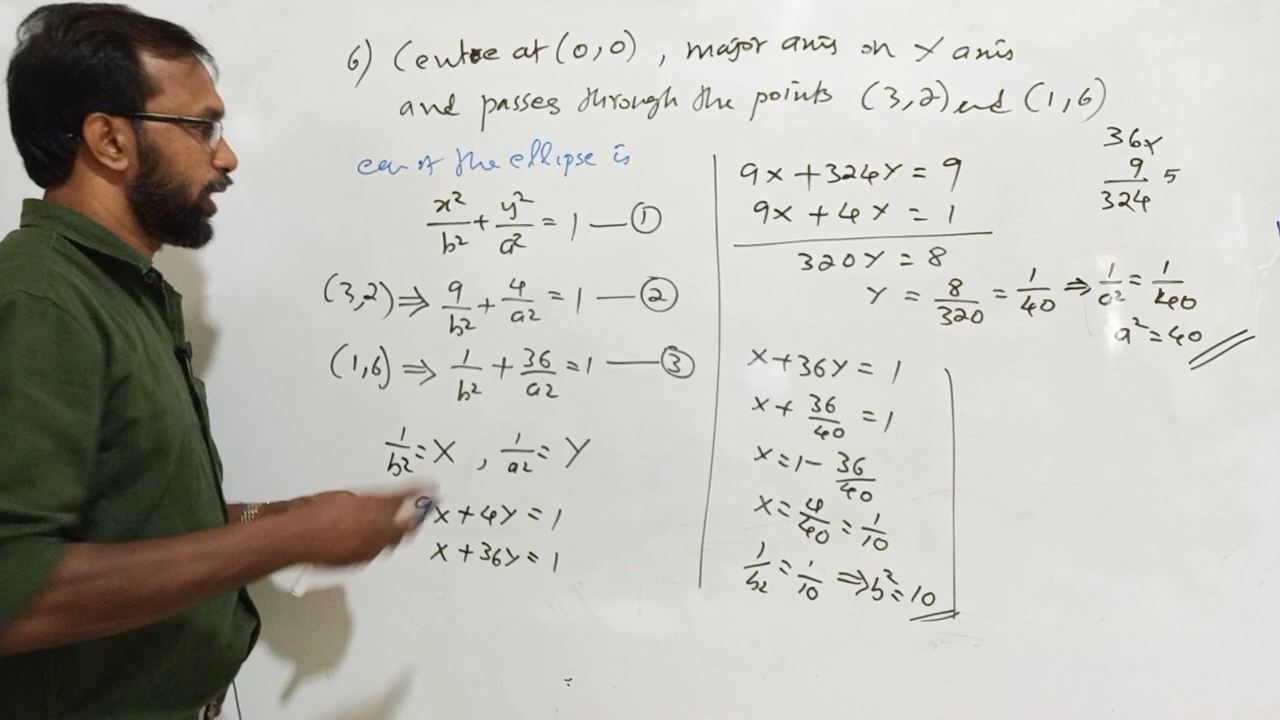 6) Centre at (0,0), major axis on Y axis
and passes through the points (3,2) and (1,6)
eqn of the ellipse is
x²/b² + y²/a² = 1 — ①
(3,2) ⇒ 9/b² + 4/a² = 1 — ②
(1,6) ⇒ 1/b² + 36/a² = 1 — ③
1/b² = X , 1/a² = Y
9x + 4Y = 1
x + 36Y = 1
9x + 324Y = 9
9x + 4Y = 1
320Y = 8
Y = 8/320 = 1/40 ⇒ 1/a² = 1/40
a² = 40
x + 36Y = 1
x + 36/40 = 1
x = 1 - 36/40
x = 4/40 = 1/10
1/b² = 1/10 ⇒ b² = 10
36x
9
5
324